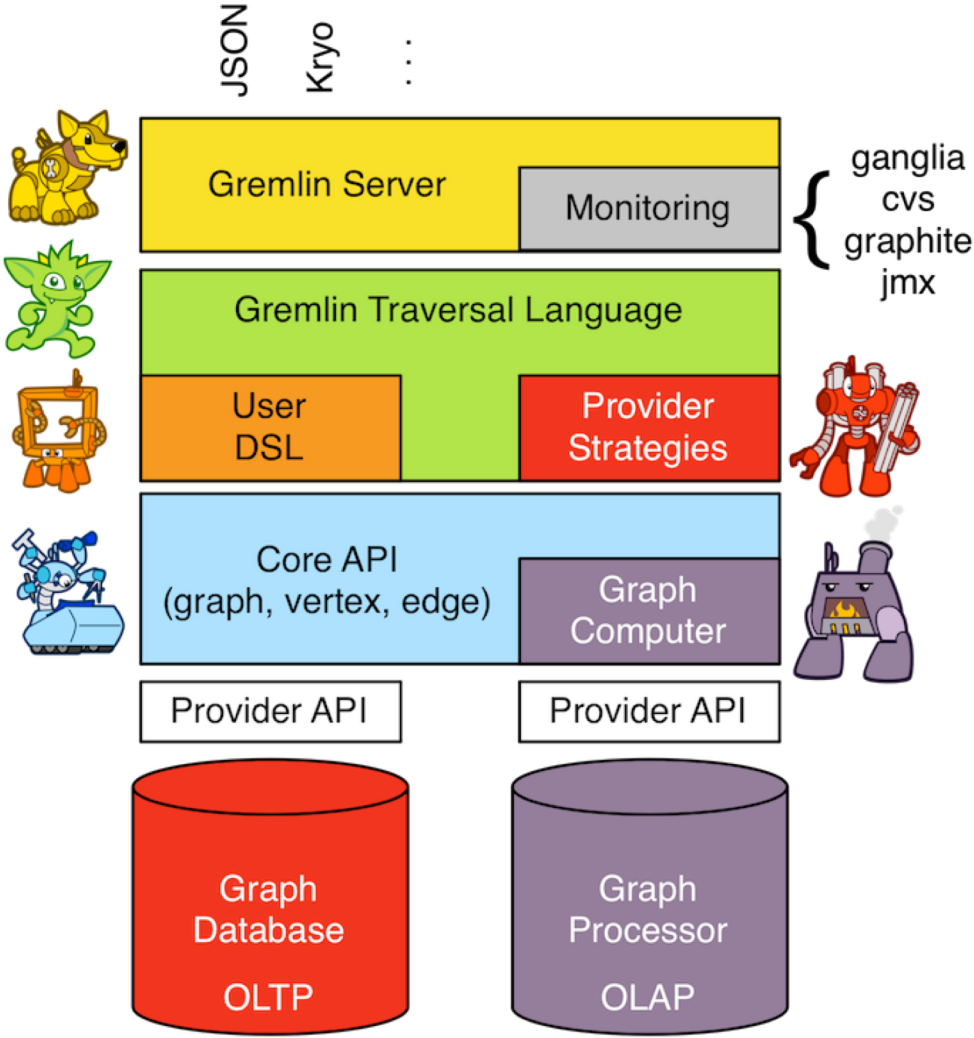 JSON
Kryo
. . .
Gremlin Server
Monitoring
ganglia
cvs
graphite
jmx
Gremlin Traversal Language
User
DSL
Provider
Strategies
Core API
(graph, vertex, edge)
Graph
Computer
Provider API
Provider API
Graph
Database
OLTP
Graph
Processor
OLAP